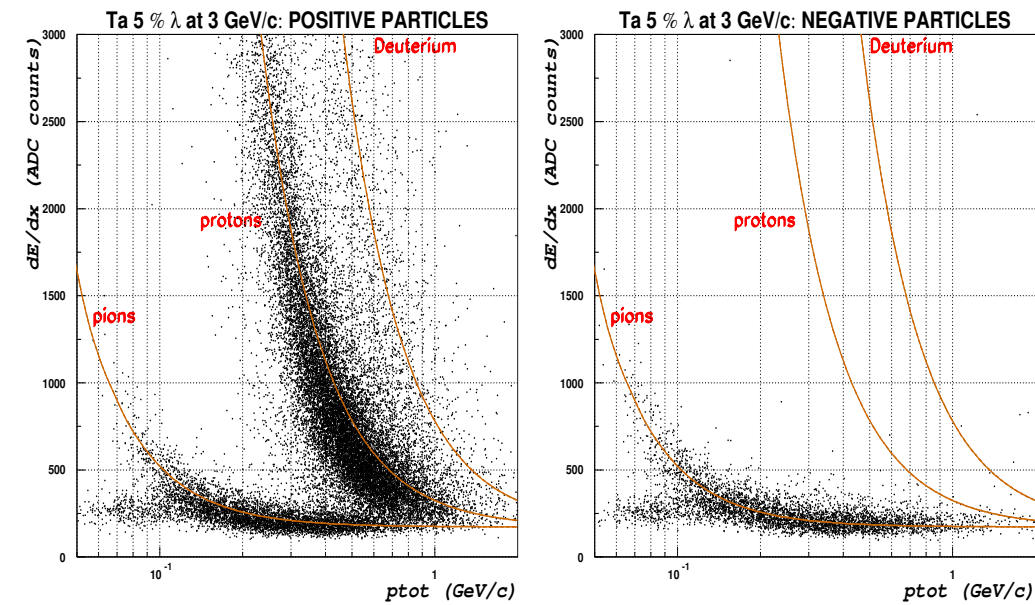 Ta 5 % λ at 3 GeV/c: POSITIVE PARTICLES
dE/dx (ADC counts)
3000
2500
2000
1500
1000
500
0
Deuterium
protons
pions
10⁻¹
1
ptot (GeV/c)
Ta 5 % λ at 3 GeV/c: NEGATIVE PARTICLES
dE/dx (ADC counts)
3000
2500
2000
1500
1000
500
0
Deuterium
protons
pions
10⁻¹
1
ptot (GeV/c)